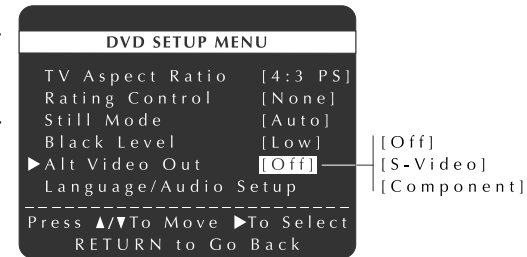 DVD SETUP MENU
TV Aspect Ratio [4:3 PS]
Rating Control [None]
Still Mode [Auto]
Black Level [Low]
▶Alt Video Out [Off]
Language/Audio Setup
Press ▲/▼To Move ▶To Select
RETURN to Go Back
[Off]
[S-Video]
[Component]